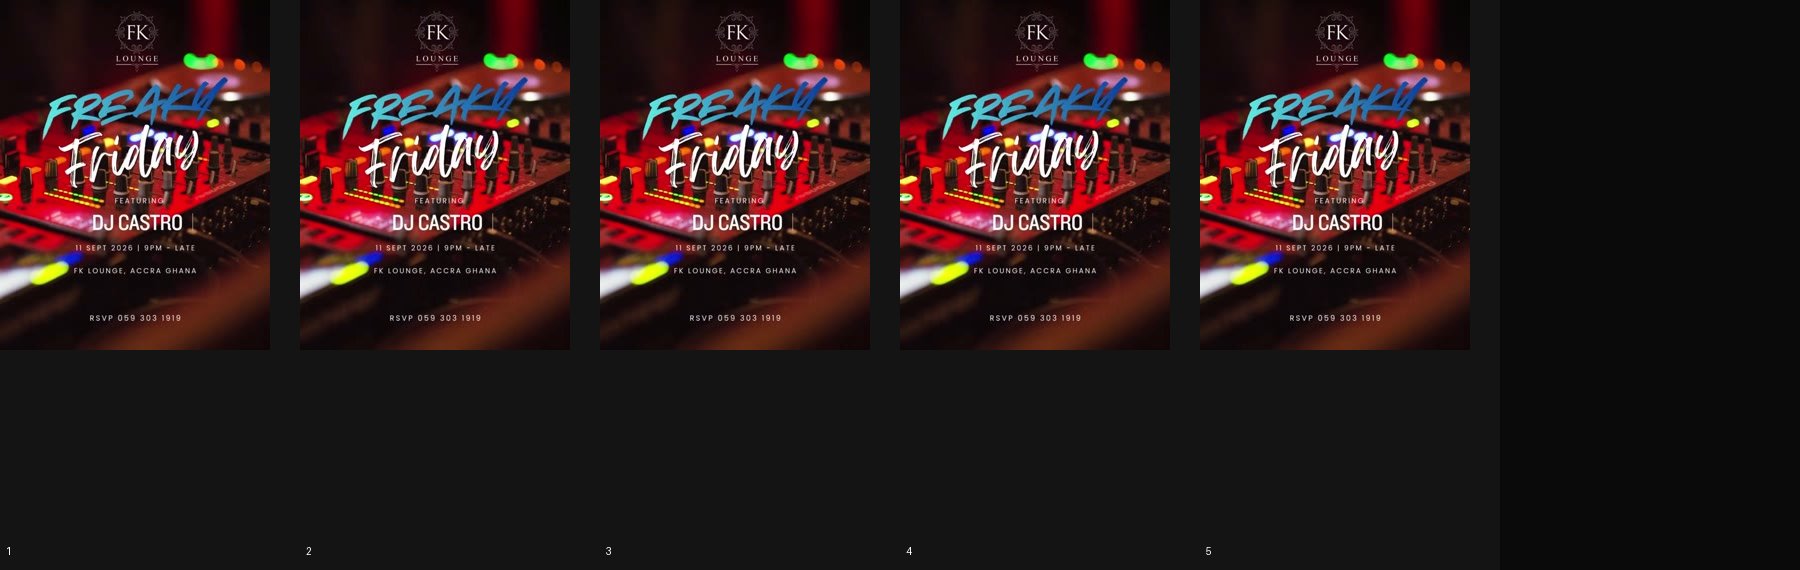 FK
LOUNGE
FREAKY
Friday
FEATURING
DJ CASTRO |
11 SEPT 2026 | 9PM - LATE
FK LOUNGE, ACCRA GHANA
RSVP 059 303 1919
1
FK
LOUNGE
FREAKY
Friday
FEATURING
DJ CASTRO |
11 SEPT 2026 | 9PM - LATE
FK LOUNGE, ACCRA GHANA
RSVP 059 303 1919
2
FK
LOUNGE
FREAKY
Friday
FEATURING
DJ CASTRO |
11 SEPT 2026 | 9PM - LATE
FK LOUNGE, ACCRA GHANA
RSVP 059 303 1919
3
FK
LOUNGE
FREAKY
Friday
FEATURING
DJ CASTRO |
11 SEPT 2026 | 9PM - LATE
FK LOUNGE, ACCRA GHANA
RSVP 059 303 1919
4
FK
LOUNGE
FREAKY
Friday
FEATURING
DJ CASTRO |
11 SEPT 2026 | 9PM - LATE
FK LOUNGE, ACCRA GHANA
RSVP 059 303 1919
5